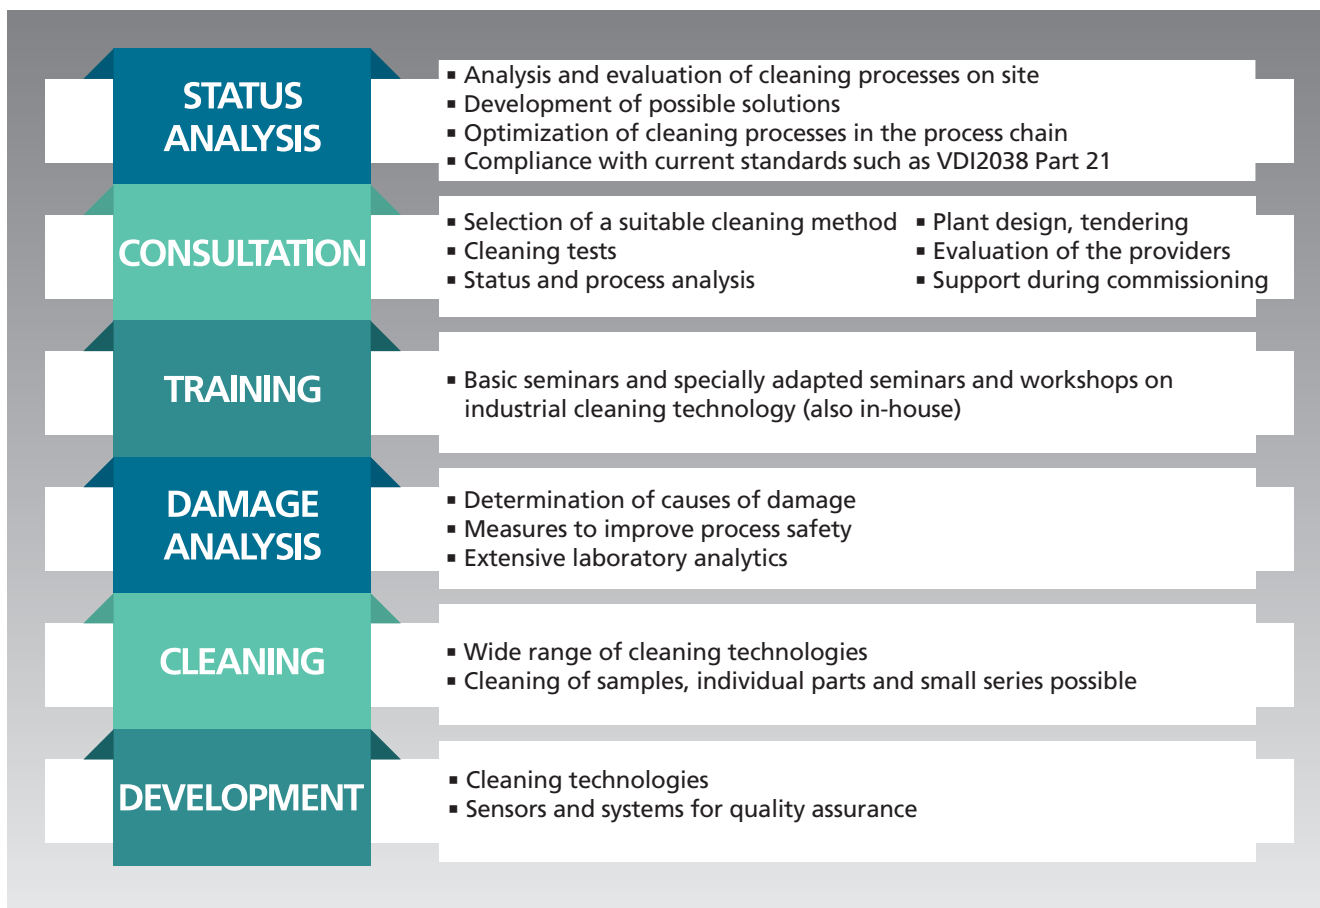 STATUS
ANALYSIS
▪ Analysis and evaluation of cleaning processes on site
▪ Development of possible solutions
▪ Optimization of cleaning processes in the process chain
▪ Compliance with current standards such as VDI2038 Part 21
CONSULTATION
▪ Selection of a suitable cleaning method
▪ Cleaning tests
▪ Status and process analysis
▪ Plant design, tendering
▪ Evaluation of the providers
▪ Support during commissioning
TRAINING
▪ Basic seminars and specially adapted seminars and workshops on
industrial cleaning technology (also in-house)
DAMAGE
ANALYSIS
▪ Determination of causes of damage
▪ Measures to improve process safety
▪ Extensive laboratory analytics
CLEANING
▪ Wide range of cleaning technologies
▪ Cleaning of samples, individual parts and small series possible
DEVELOPMENT
▪ Cleaning technologies
▪ Sensors and systems for quality assurance